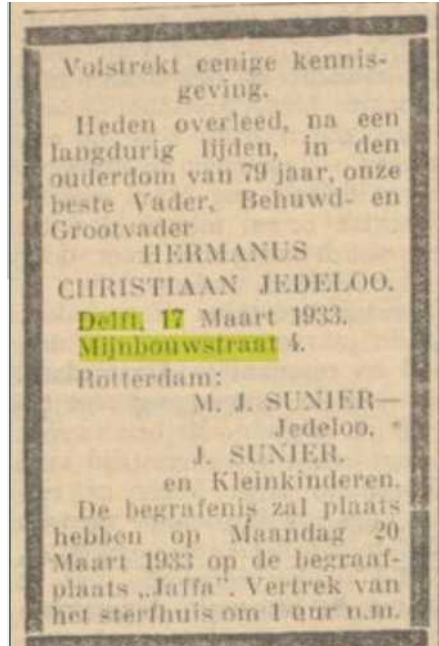 Volstrekt eenige kennis-
geving.
Heden overleed, na een
langdurig lijden, in den
ouderdom van 79 jaar, onze
beste Vader, Behuwd- en
Grootvader
HERMANUS
CHRISTIAAN JEDELOO.
Delft, 17 Maart 1933.
Mijnbouwstraat 4.
Rotterdam:
M. J. SUNIER—
Jedeloo.
J. SUNIER.
en Kleinkinderen.
De begrafenis zal plaats
hebben op Maandag 20
Maart 1933 op de begraaf-
plaats „Jaffa". Vertrek van
het sterfhuis om 1 uur n.m.